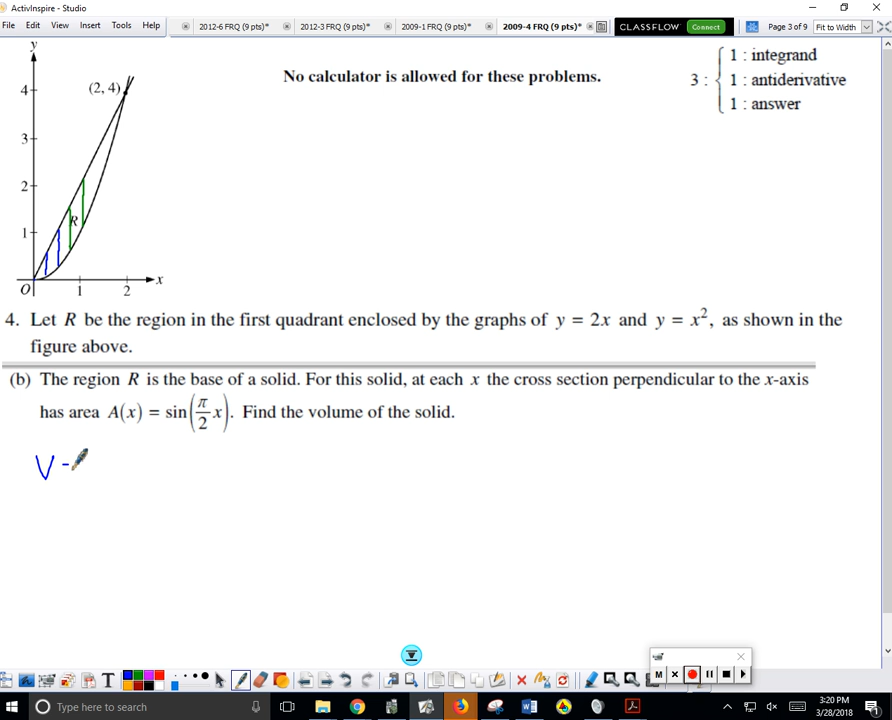 ActivInspire - Studio
File Edit View Insert Tools Help
2012-6 FRQ (9 pts)* 2012-3 FRQ (9 pts)* 2009-1 FRQ (9 pts)* 2009-4 FRQ (9 pts)* CLASSFLOW Connect Page 3 of 9 Fit to Width
y
4
(2, 4)
3
2
R
1
O 1 2 x
No calculator is allowed for these problems.
3 : { 1 : integrand
1 : antiderivative
1 : answer
4. Let R be the region in the first quadrant enclosed by the graphs of y = 2x and y = x², as shown in the
figure above.
(b) The region R is the base of a solid. For this solid, at each x the cross section perpendicular to the x-axis
has area A(x) = sin(π/2 x). Find the volume of the solid.
V -
T
M
Type here to search
3:20 PM
3/28/2018